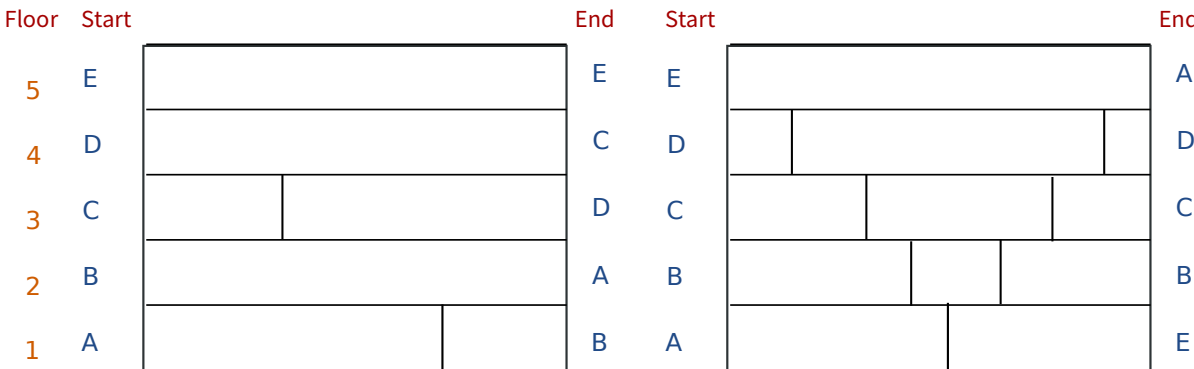 Floor Start End Start End
5 E E E A
4 D C D D
3 C D C C
2 B A B B
1 A B A E